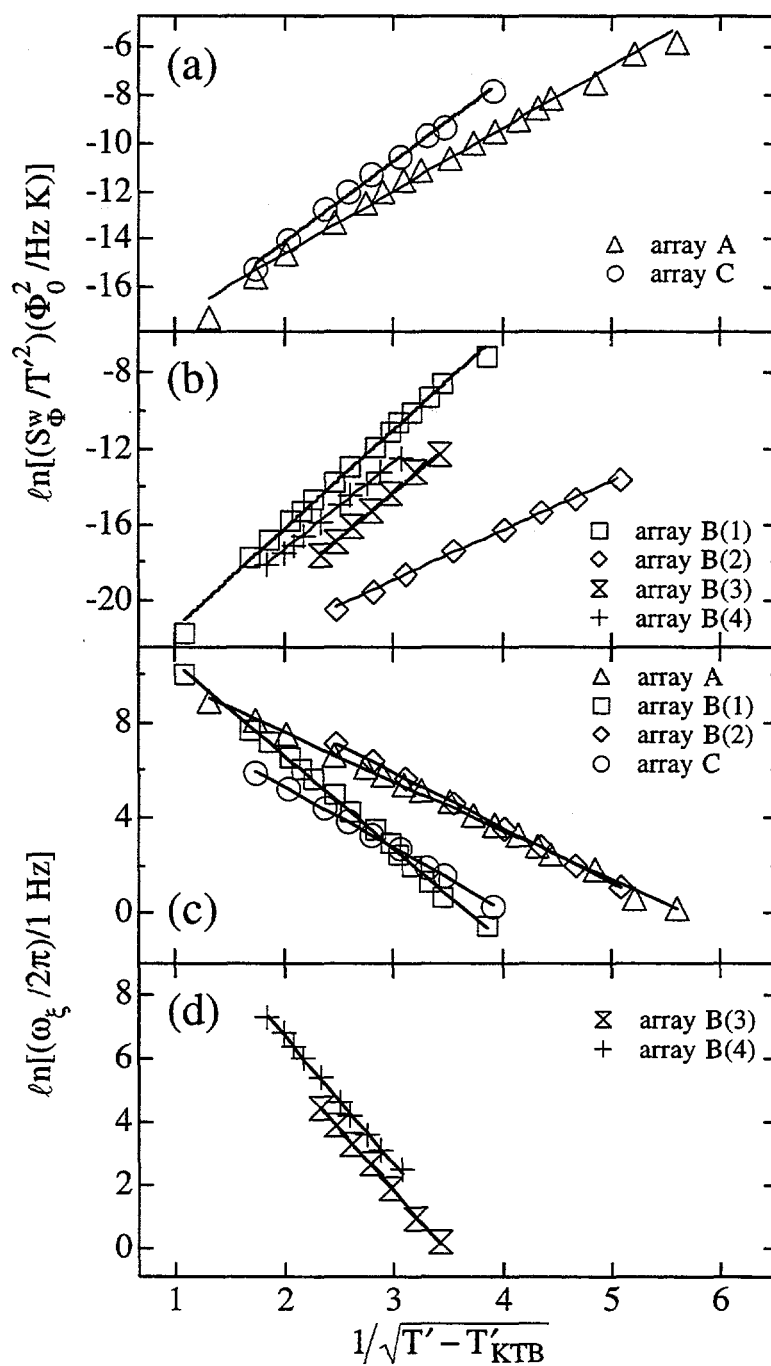 (a)
-6
-8
-10
-12
-14
-16
△ array A
○ array C
ℓn[(S_Φ^w /T'^2)(Φ_0^2 /Hz K)]
(b)
-8
-12
-16
-20
□ array B(1)
◇ array B(2)
⧖ array B(3)
+ array B(4)
(c)
8
4
0
△ array A
□ array B(1)
◇ array B(2)
○ array C
ℓn[(ω_ξ /2π)/1 Hz]
(d)
8
6
4
2
0
⧖ array B(3)
+ array B(4)
1 2 3 4 5 6
1/√(T' − T'_KTB)